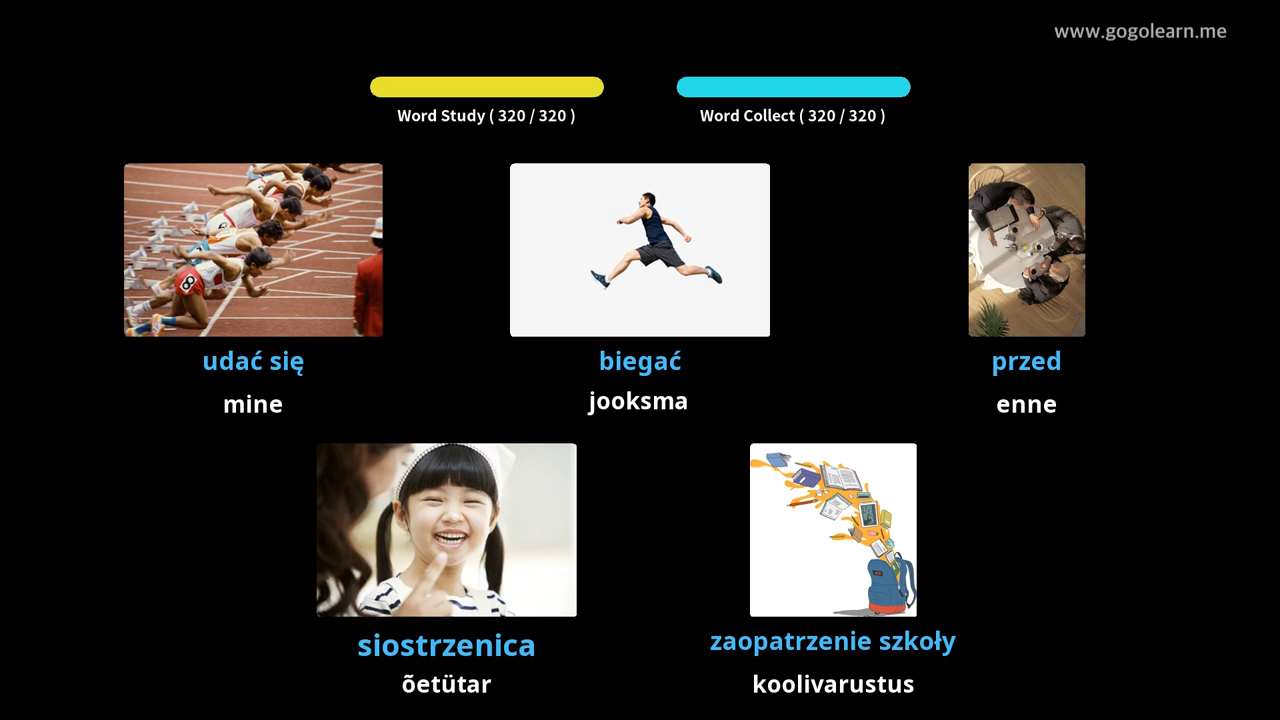 www.gogolearn.me
Word Study ( 320 / 320 )
Word Collect ( 320 / 320 )
udać się
biegać
przed
mine
jooksma
enne
siostrzenica
zaopatrzenie szkoły
õetütar
koolivarustus